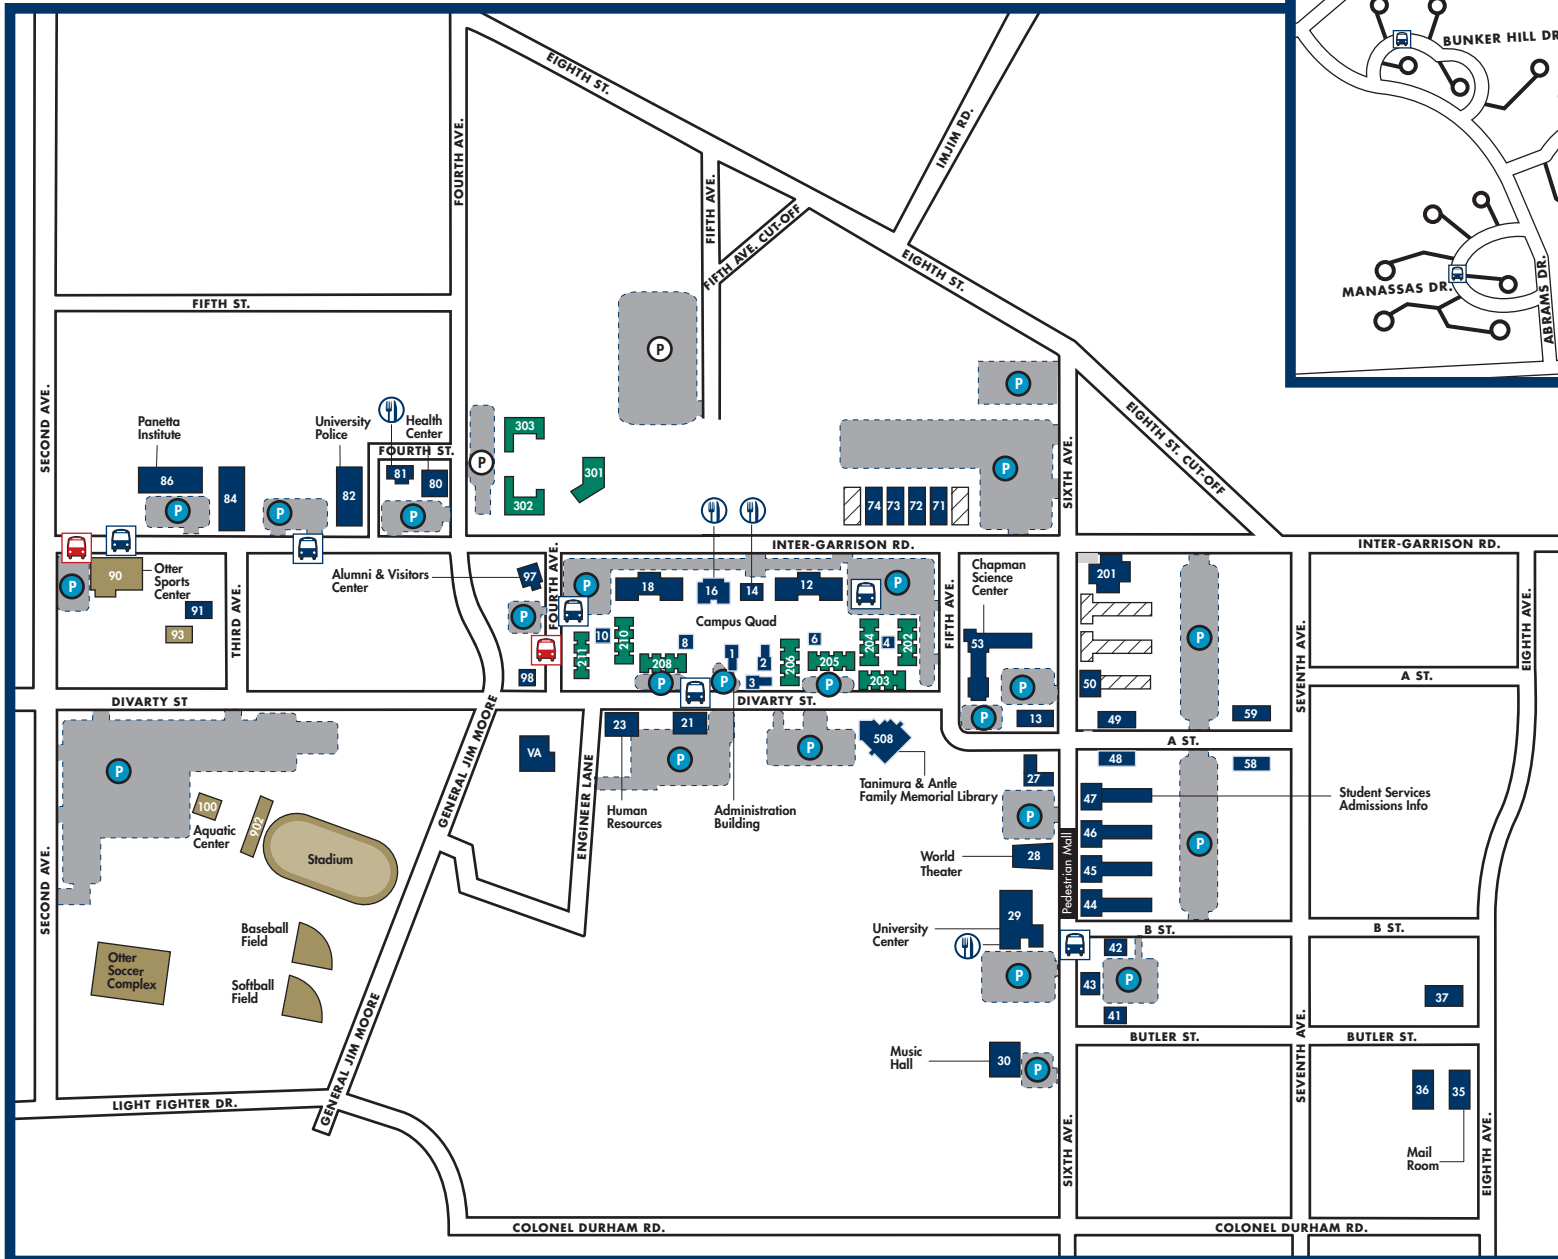 BUNKER HILL DR
MANASSAS DR.
ABRAMS DR.
EIGHTH ST.
IMJIM RD.
FOURTH AVE.
FIFTH AVE.
FIFTH AVE. CUT-OFF
EIGHTH ST.
FIFTH ST.
P
P
SECOND AVE.
Panetta
Institute
University
Police
Health
Center
FOURTH ST.
86
84
82
81
80
P
P
P
P
303
302
301
74
73
72
71
P
SIXTH AVE.
EIGHTH ST. CUT-OFF
INTER-GARRISON RD.
INTER-GARRISON RD.
P
90
Otter
Sports
Center
91
93
THIRD AVE.
Alumni & Visitors
Center
97
P
98
FOURTH AVE.
P
18
16
14
12
P
Campus Quad
10
210
211
8
208
1
2
3
206
6
205
204
4
202
203
P
P
P
FIFTH AVE.
Chapman
Science
Center
53
P
P
13
201
50
49
59
P
SEVENTH AVE.
EIGHTH AVE.
A ST.
A ST.
DIVARTY ST
DIVARTY ST.
GENERAL JIM MOORE
VA
ENGINEER LANE
23
21
P
P
508
Human
Resources
Administration
Building
Tanimura & Antle
Family Memorial Library
27
P
48
58
47
46
45
44
P
Student Services
Admissions Info
World
Theater
28
Pedestrian Mall
P
100
Aquatic
Center
902
Stadium
SECOND AVE.
Baseball
Field
Softball
Field
Otter
Soccer
Complex
University
Center
29
P
B ST.
B ST.
42
43
41
P
37
BUTLER ST.
BUTLER ST.
Music
Hall
30
P
GENERAL JIM MOORE
LIGHT FIGHTER DR.
SEVENTH AVE.
36
35
Mail
Room
SIXTH AVE.
EIGHTH AVE.
COLONEL DURHAM RD.
COLONEL DURHAM RD.